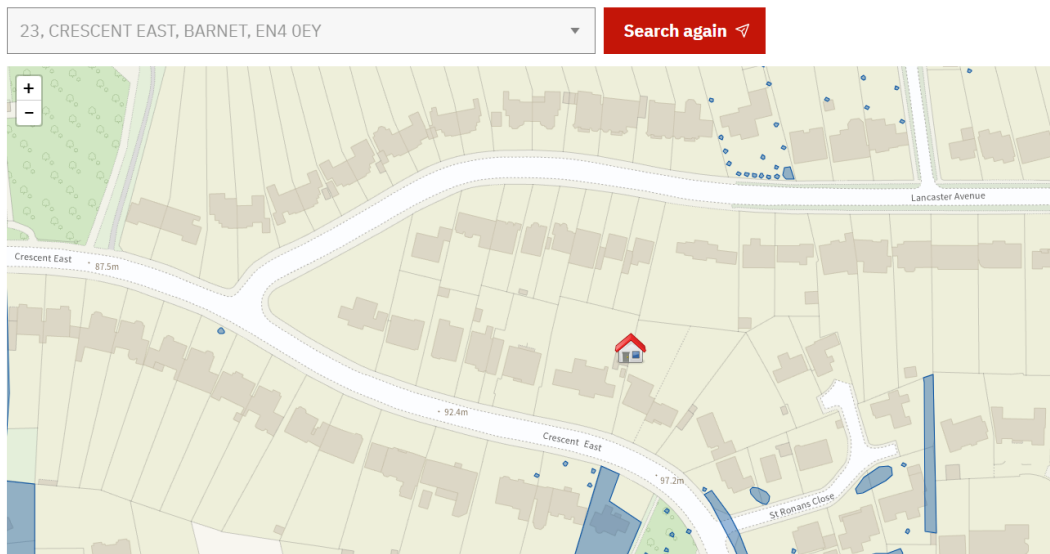 23, CRESCENT EAST, BARNET, EN4 0EY
Search again
+
−
Lancaster Avenue
Crescent East
87.5m
92.4m
Crescent East
97.2m
St Ronans Close